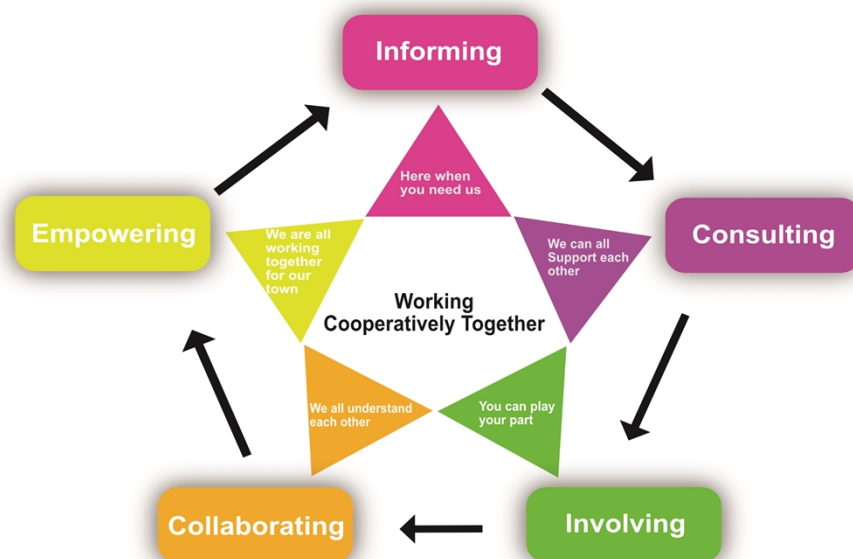 Informing
Here when
you need us
Consulting
We can all
Support each
other
Involving
You can play
your part
Collaborating
We all understand
each other
Empowering
We are all
working
together
for our
town
Working
Cooperatively Together